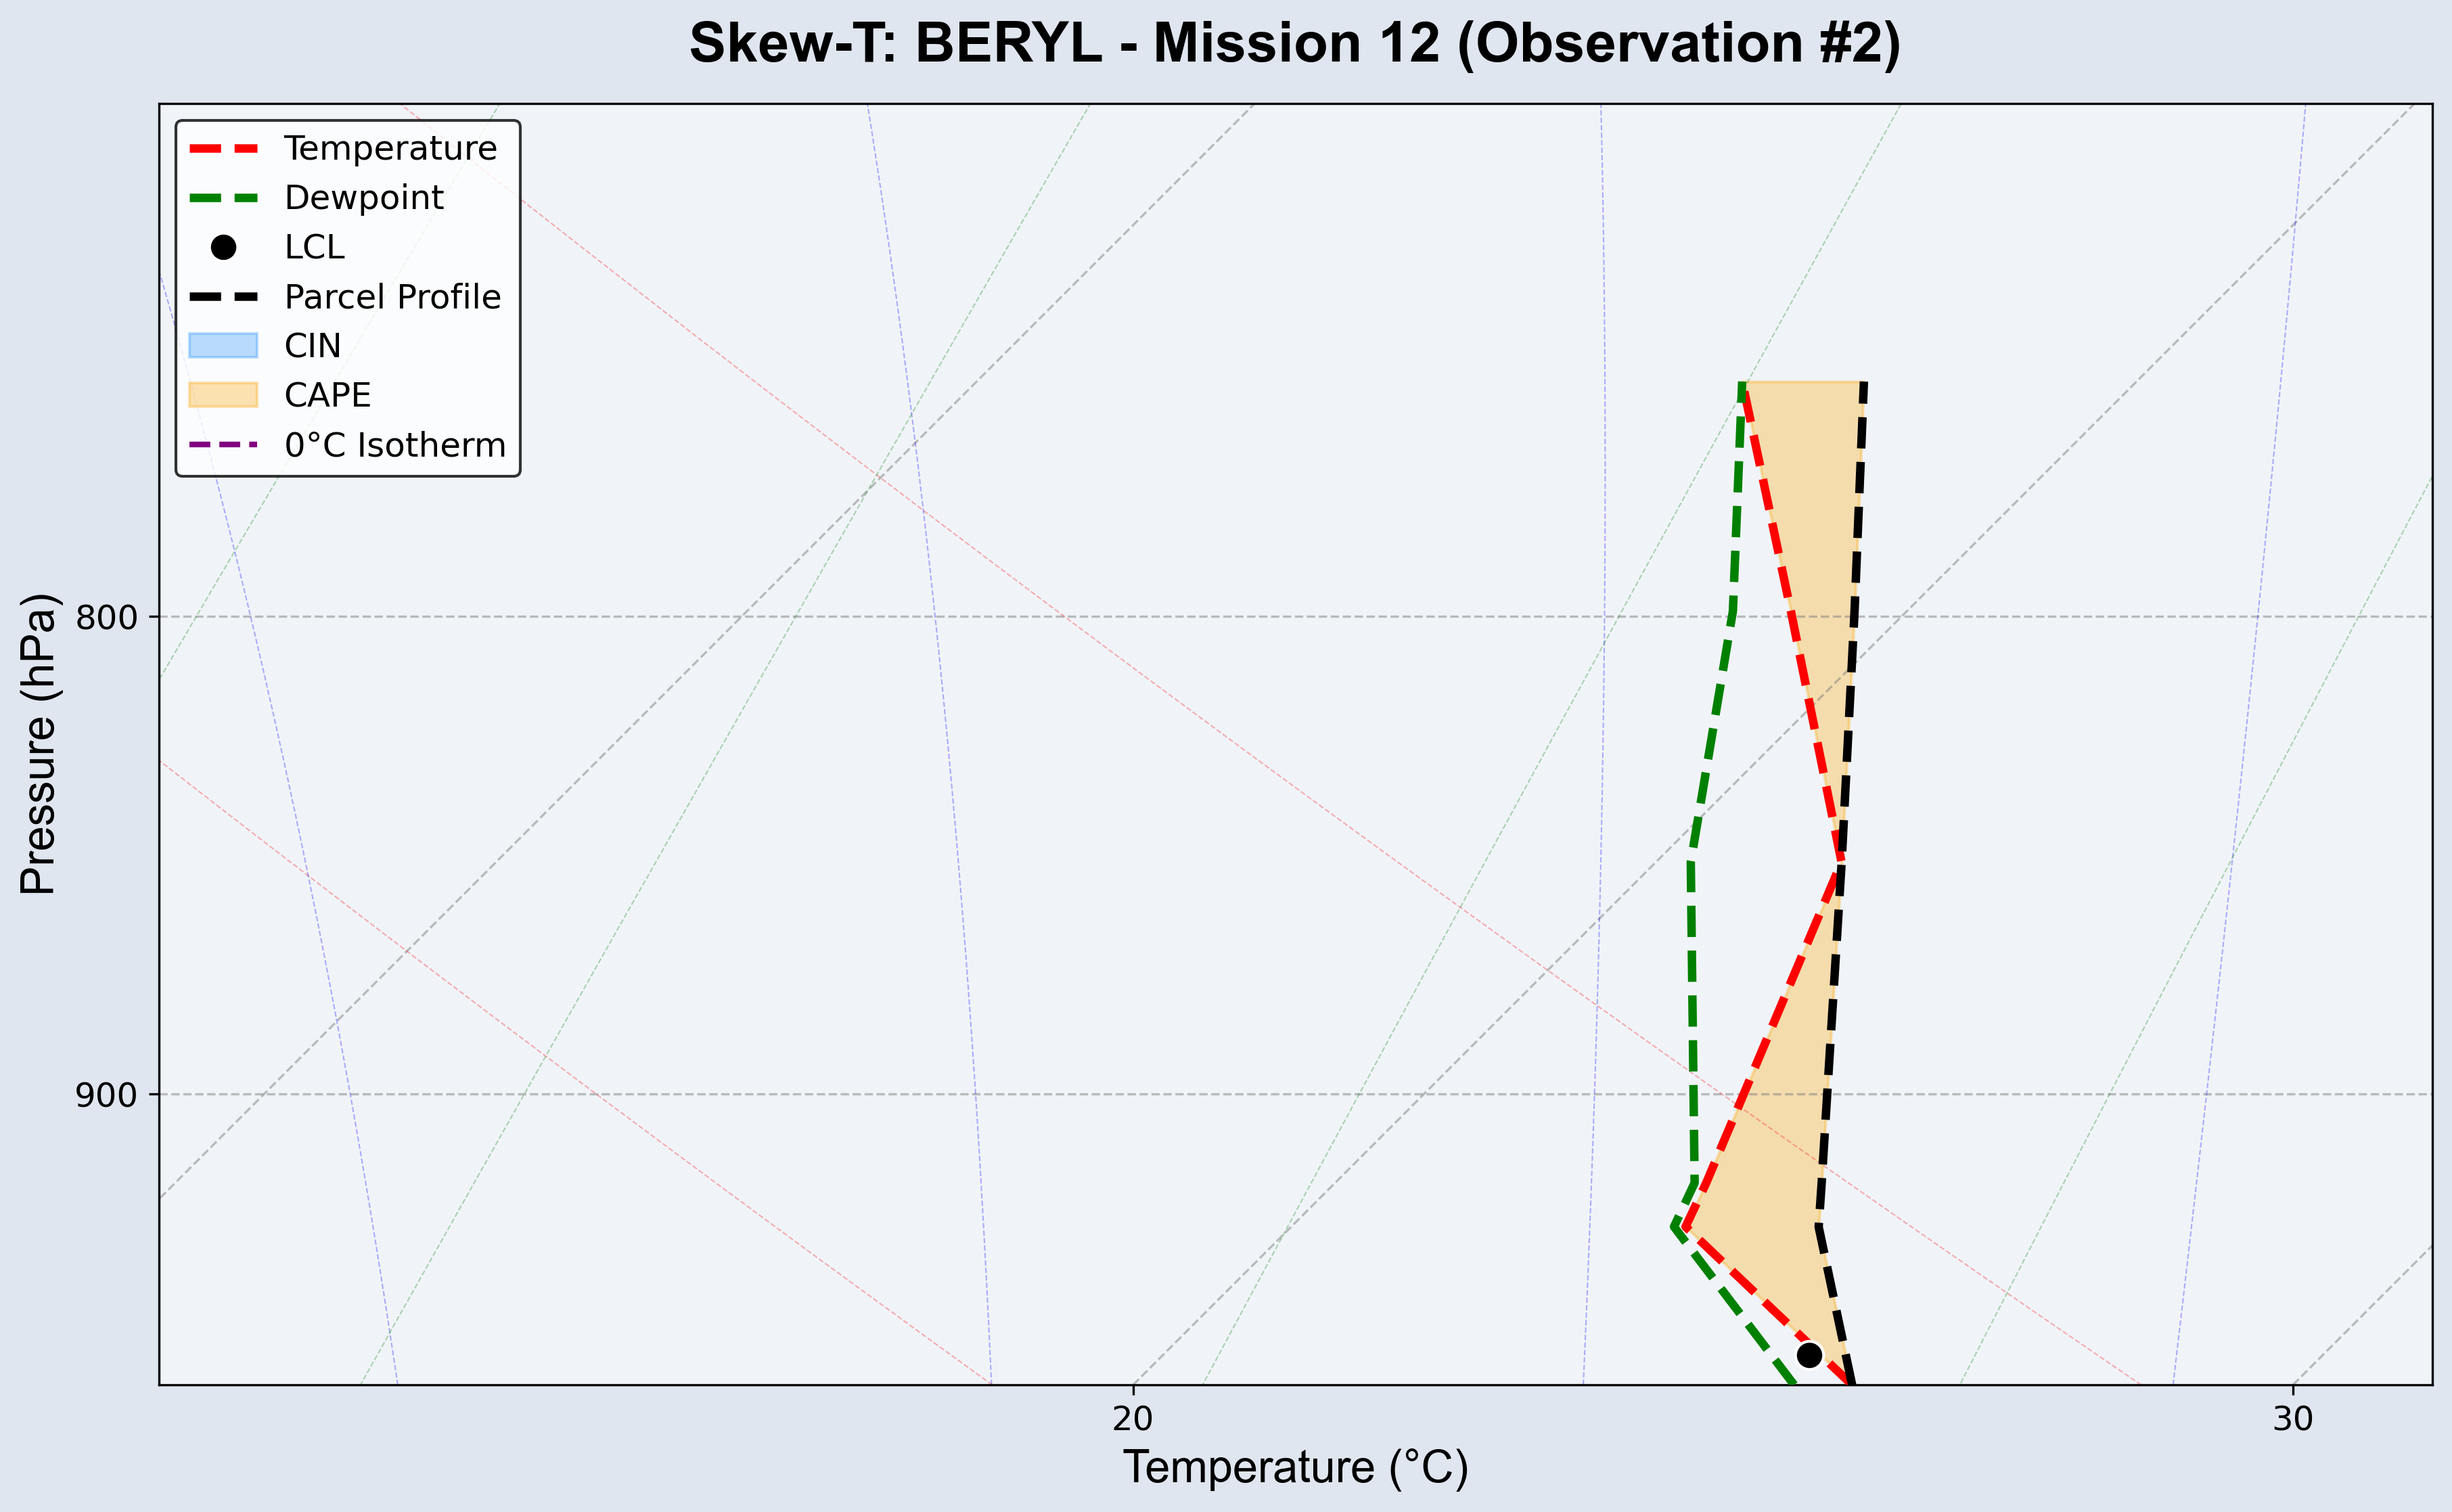 Skew-T: BERYL - Mission 12 (Observation #2)
Temperature
Dewpoint
LCL
Parcel Profile
CIN
CAPE
0°C Isotherm
Pressure (hPa)
800
900
20
30
Temperature (°C)